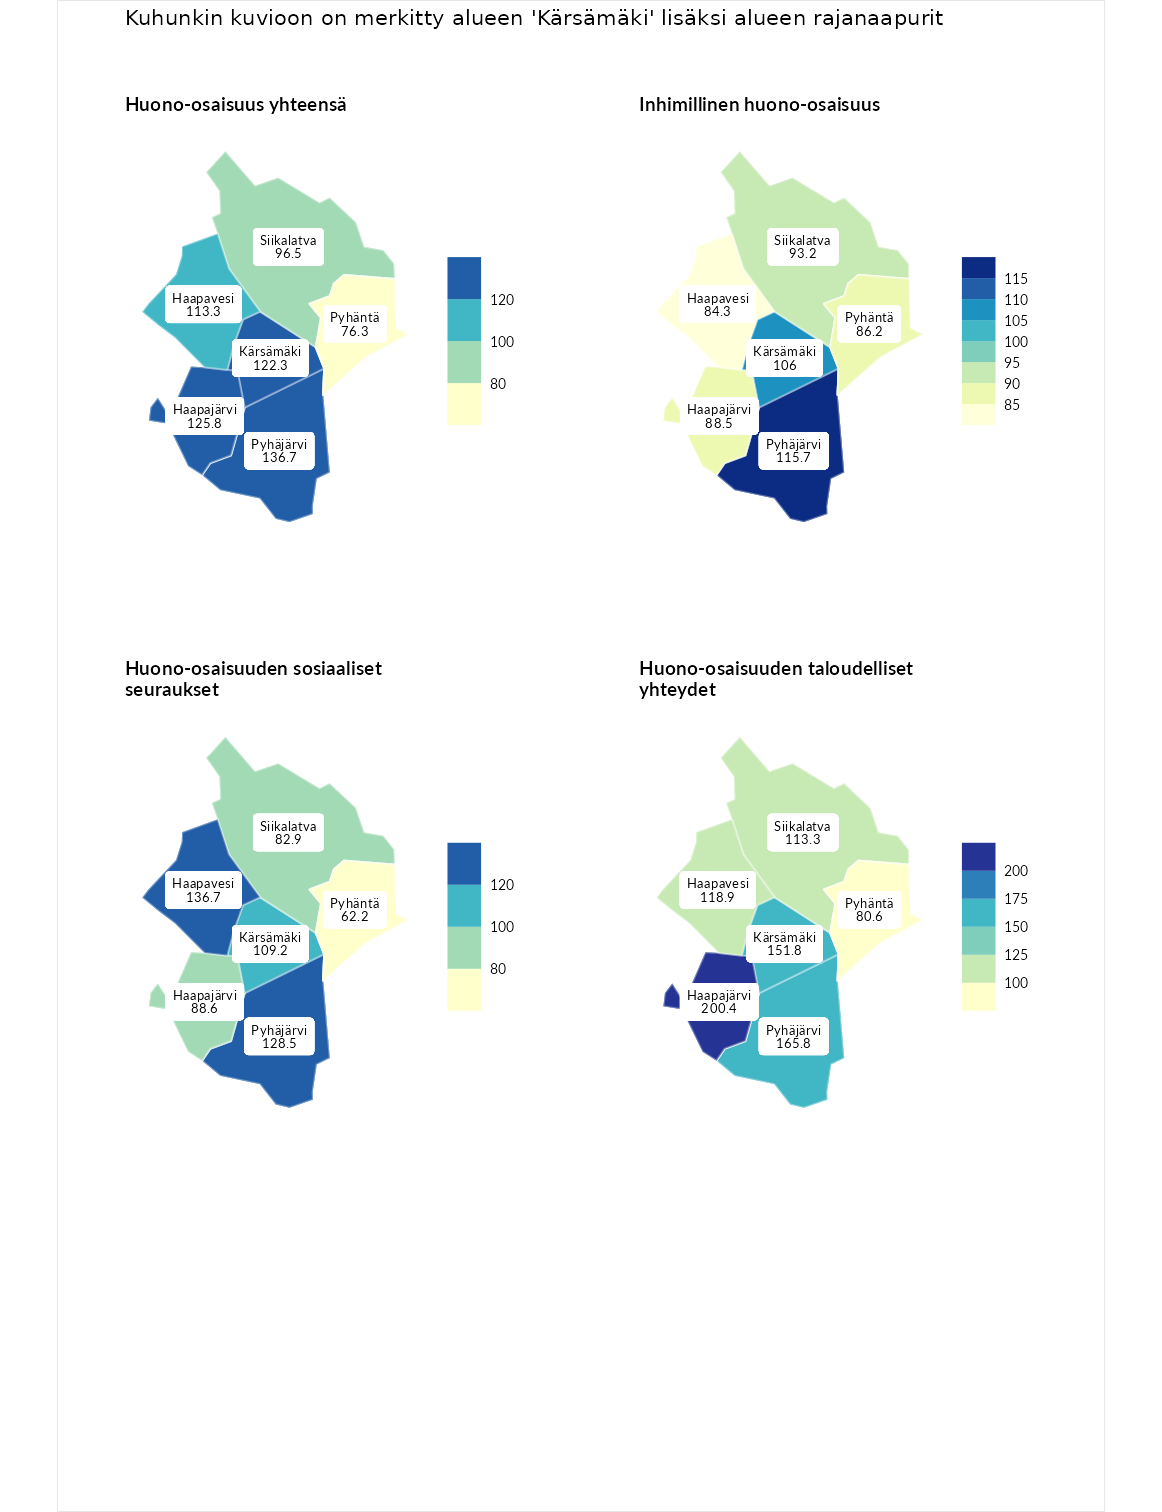 Kuhunkin kuvioon on merkitty alueen 'Kärsämäki' lisäksi alueen rajanaapurit
Huono-osaisuus yhteensä
Siikalatva
96.5
Haapavesi
113.3
Pyhäntä
76.3
Kärsämäki
122.3
Haapajärvi
125.8
Pyhäjärvi
136.7
120
100
80
Inhimillinen huono-osaisuus
Siikalatva
93.2
Haapavesi
84.3
Pyhäntä
86.2
Kärsämäki
106
Haapajärvi
88.5
Pyhäjärvi
115.7
115
110
105
100
95
90
85
Huono-osaisuuden sosiaaliset
seuraukset
Siikalatva
82.9
Haapavesi
136.7
Pyhäntä
62.2
Kärsämäki
109.2
Haapajärvi
88.6
Pyhäjärvi
128.5
120
100
80
Huono-osaisuuden taloudelliset
yhteydet
Siikalatva
113.3
Haapavesi
118.9
Pyhäntä
80.6
Kärsämäki
151.8
Haapajärvi
200.4
Pyhäjärvi
165.8
200
175
150
125
100